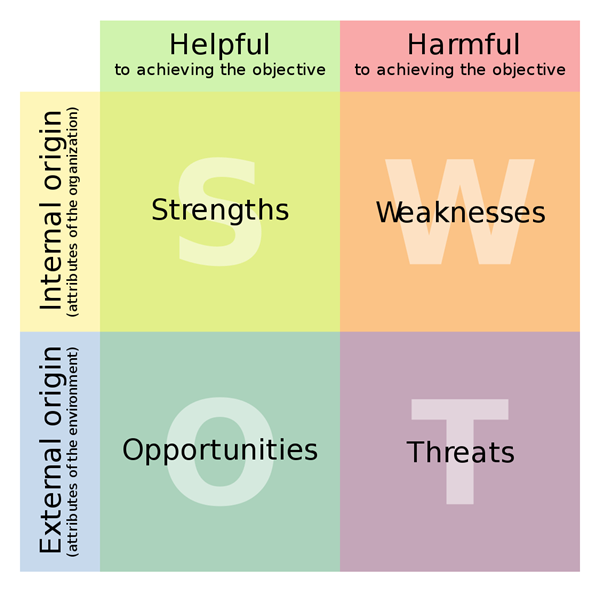 Helpful
to achieving the objective
Harmful
to achieving the objective
Internal origin
(attributes of the organization)
S
Strengths
W
Weaknesses
External origin
(attributes of the environment)
O
Opportunities
T
Threats